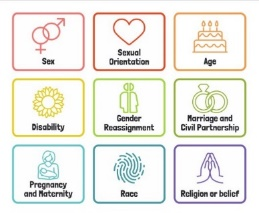 Sex
Sexual
Orientation
Age
Disability
Gender
Reassignment
Marriage and
Civil Partnership
Pregnancy
and Maternity
Race
Religion or belief